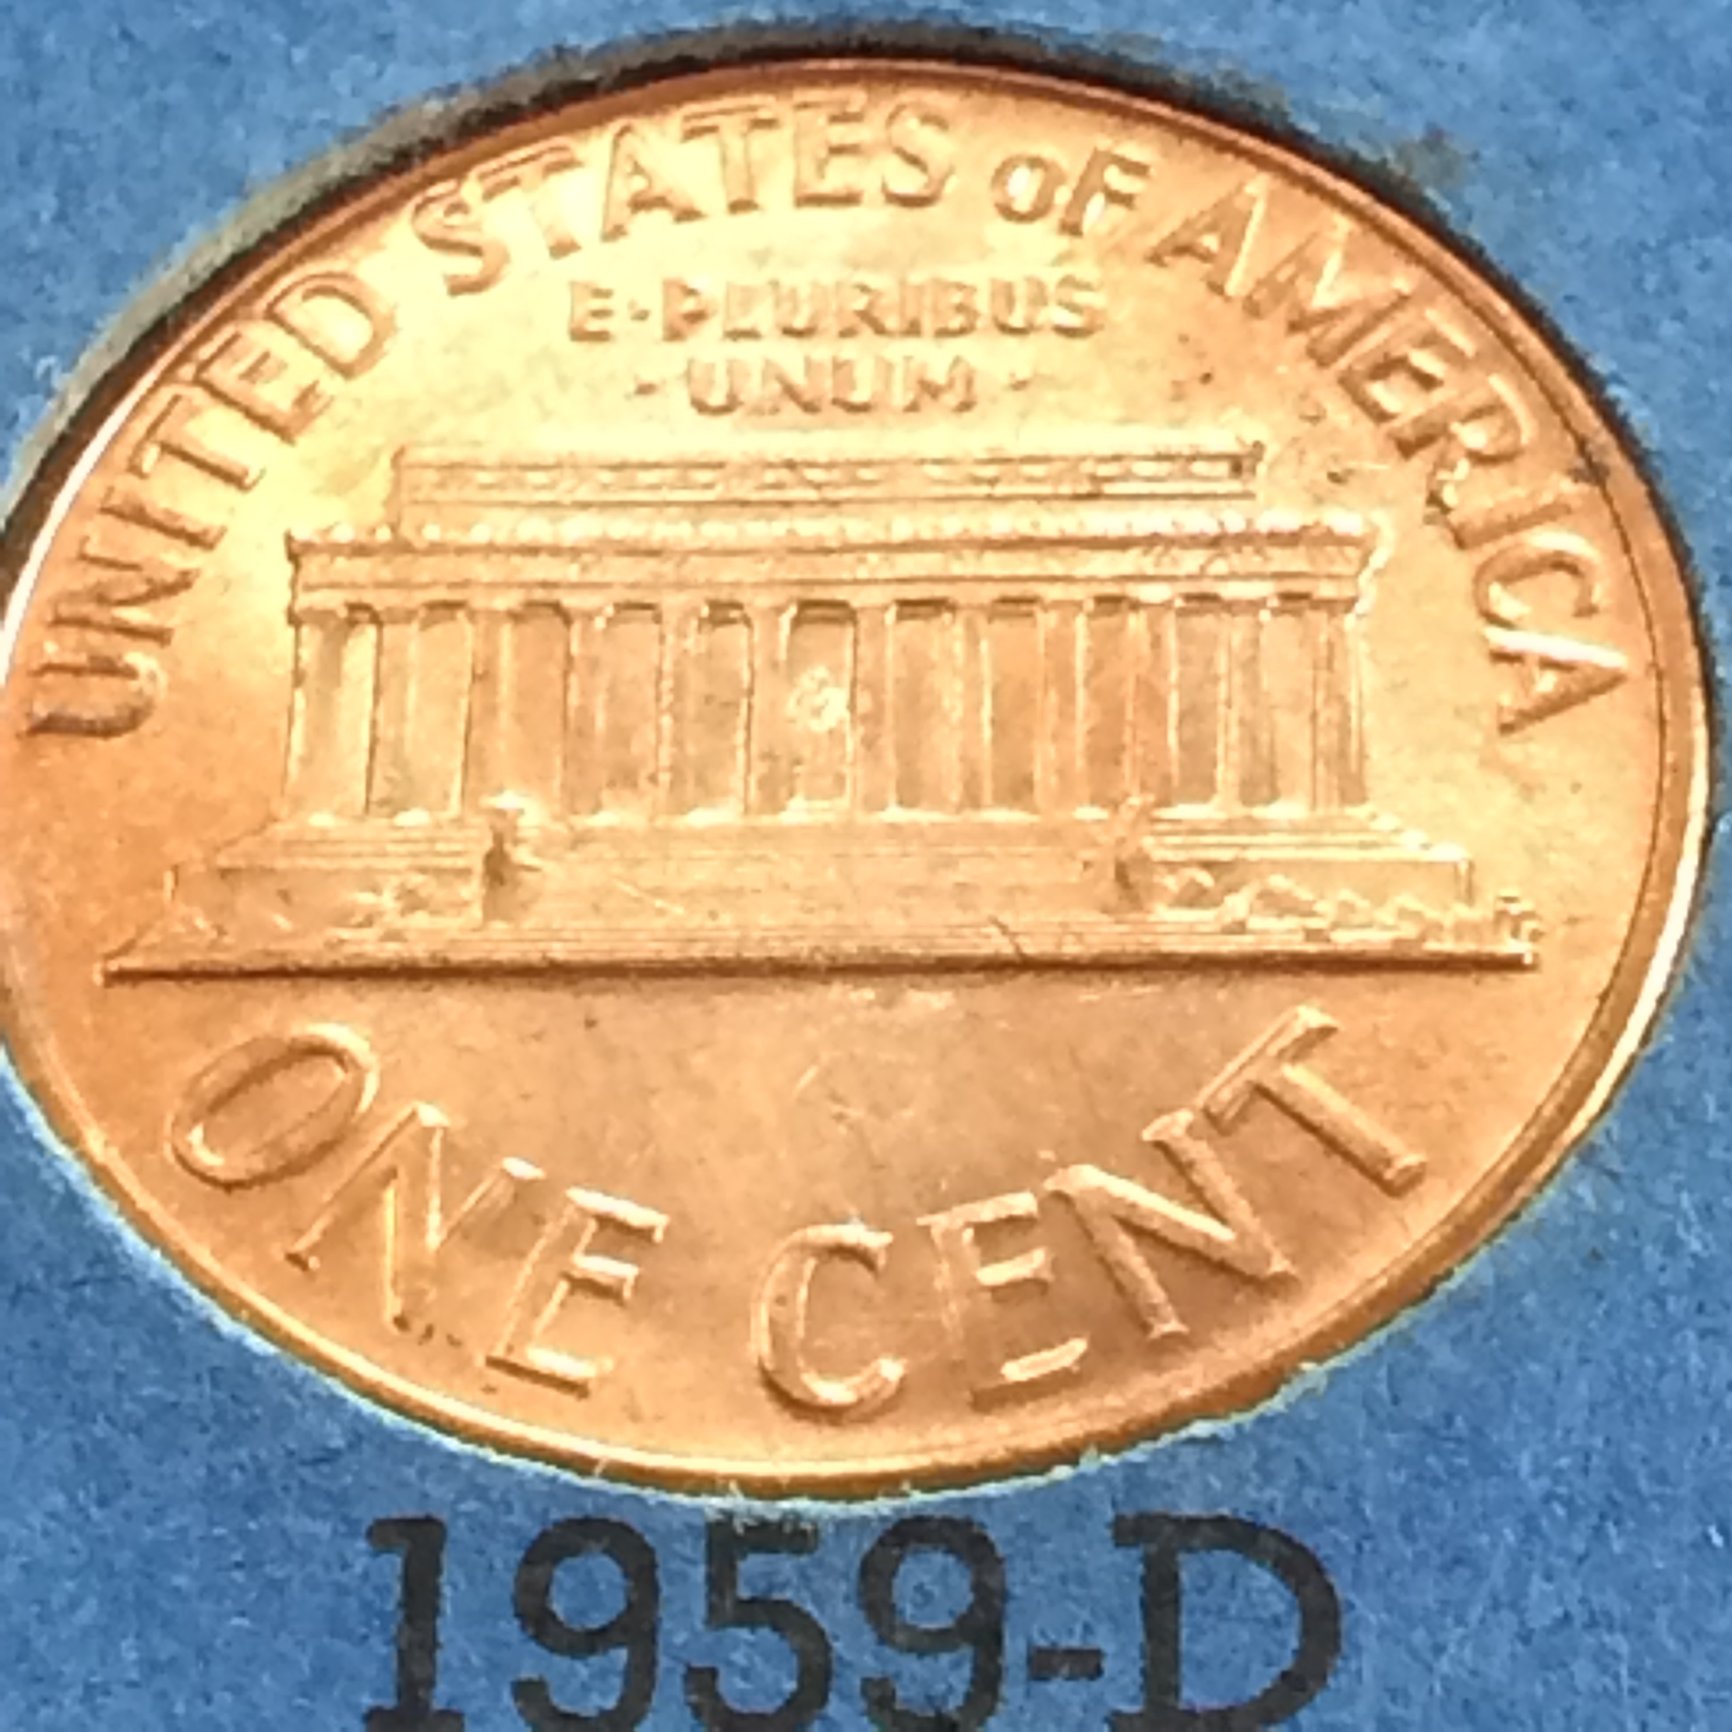 UNITED STATES OF AMERICA
E·PLURIBUS
·UNUM·
ONE CENT
1959-D